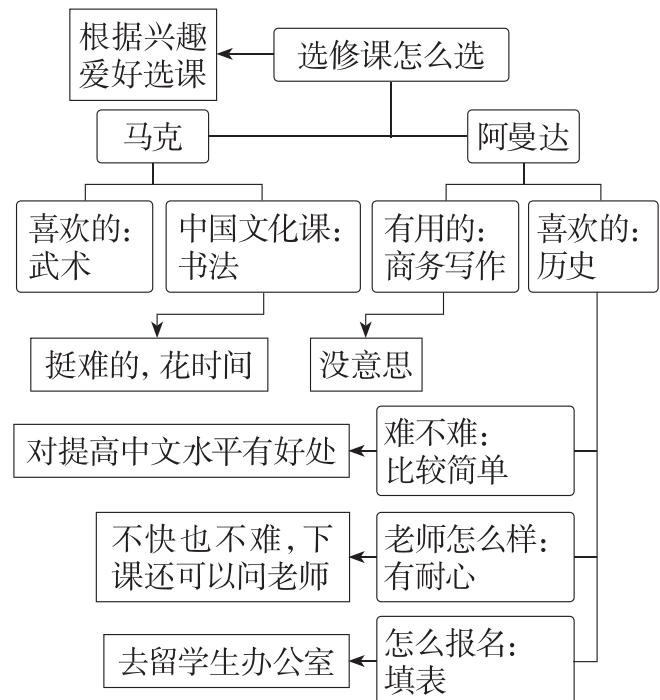 根据兴趣
爱好选课
选修课怎么选
马克
阿曼达
喜欢的：
武术
中国文化课：
书法
有用的：
商务写作
喜欢的：
历史
挺难的，花时间
没意思
对提高中文水平有好处
难不难：
比较简单
不快也不难，下
课还可以问老师
老师怎么样：
有耐心
去留学生办公室
怎么报名：
填表